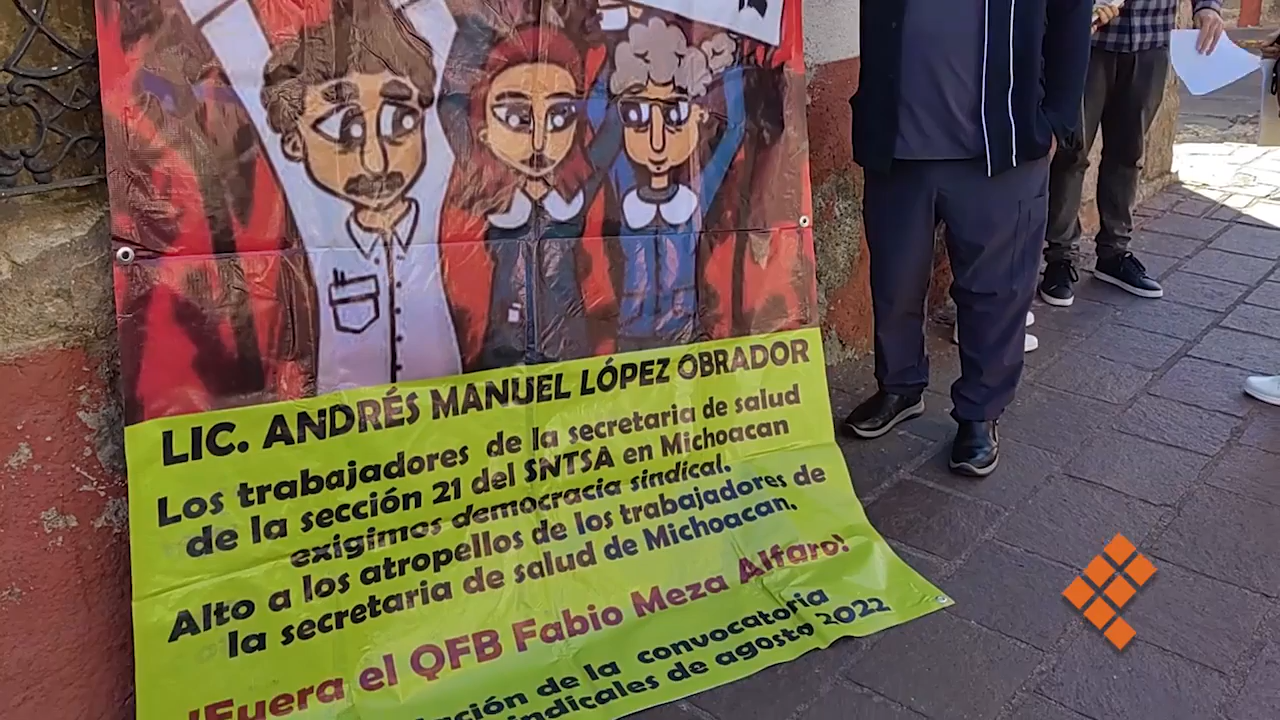 LIC. ANDRÉS MANUEL LÓPEZ OBRADOR
Los trabajadores de la secretaria de salud
de la sección 21 del SNTSA en Michoacan
exigimos democracia sindical.
Alto a los atropellos de los trabajadores de
la secretaria de salud de Michoacan.
¡Fuera el QFB Fabio Meza Alfaro!
de la convocatoria
de agosto 2022